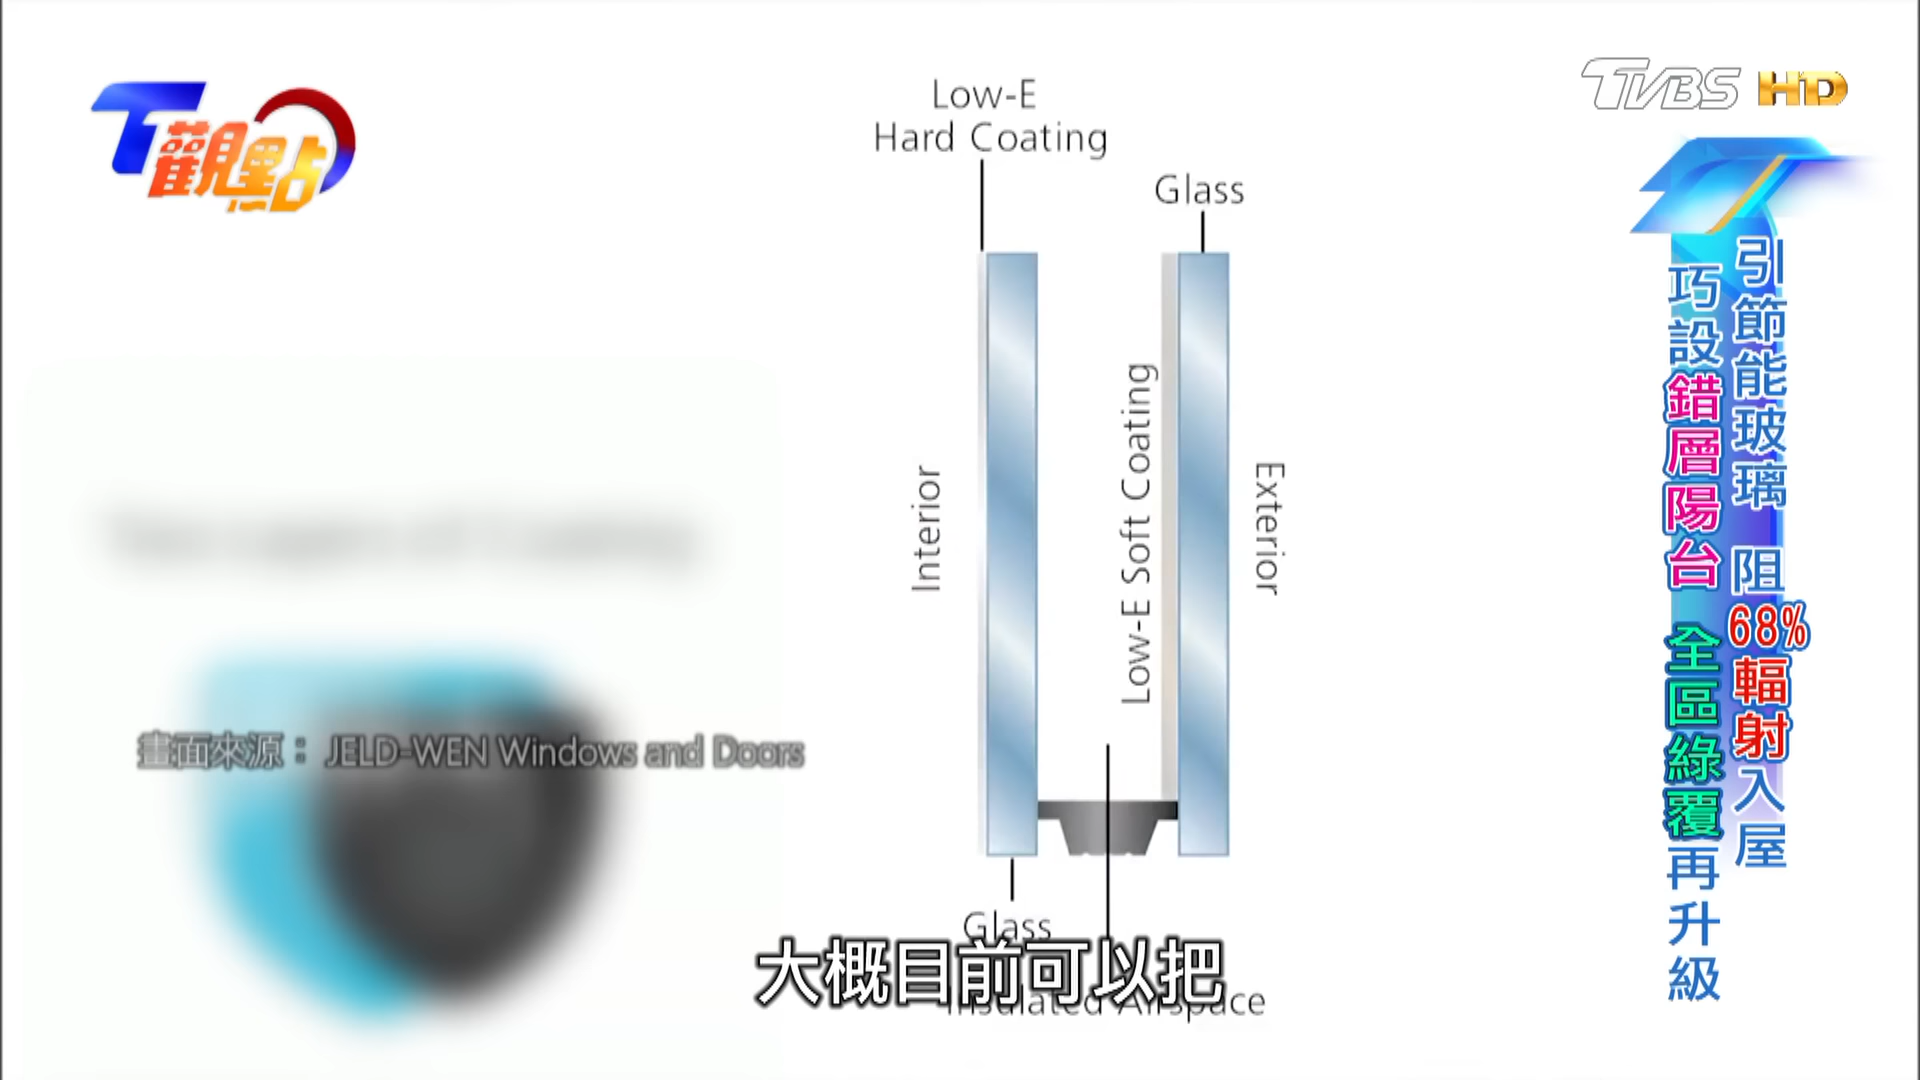 T觀點
TVBS HD
Low-E
Hard Coating
Glass
Interior
Low-E Soft Coating
Exterior
引節能玻璃 阻68%輻射入屋
巧設錯層陽台 全區綠覆再升級
畫面來源： JELD-WEN Windows and Doors
Glass
Insulated Airspace
大概目前可以把